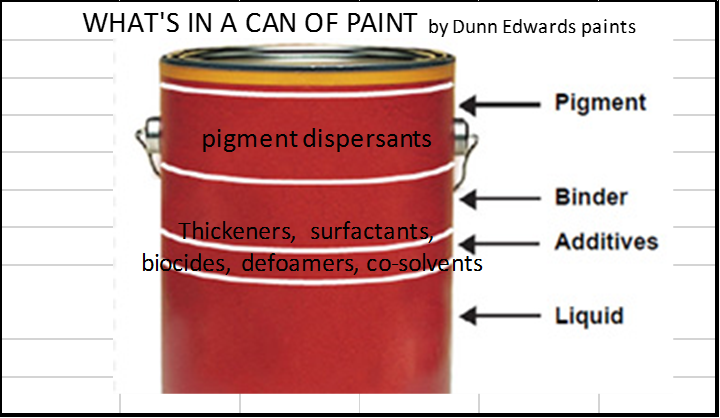 WHAT'S IN A CAN OF PAINT by Dunn Edwards paints
Pigment
pigment dispersants
Binder
Thickeners, surfactants,
Additives
biocides, defoamers, co-solvents
Liquid